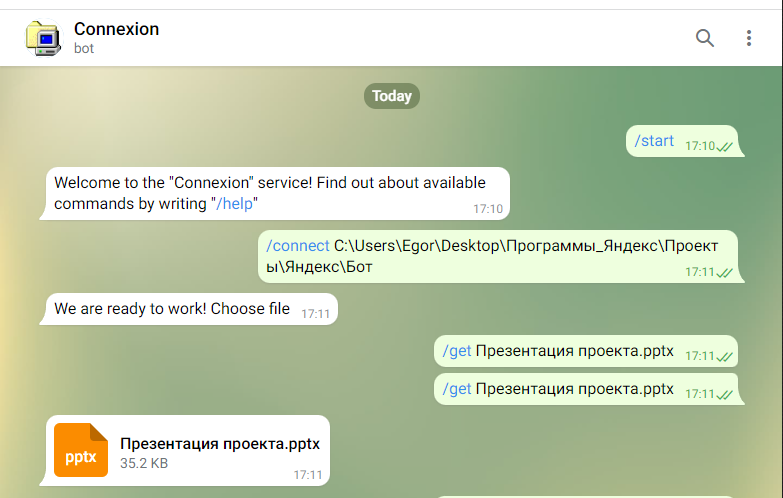 Connexion
bot
Today
/start 17:10
Welcome to the "Connexion" service! Find out about available
commands by writing "/help"
17:10
/connect C:\Users\Egor\Desktop\Программы_Яндекс\Проект
ы\Яндекс\Бот
17:11
We are ready to work! Choose file 17:11
/get Презентация проекта.pptx 17:11
/get Презентация проекта.pptx 17:11
pptx
Презентация проекта.pptx
35.2 KB
17:11